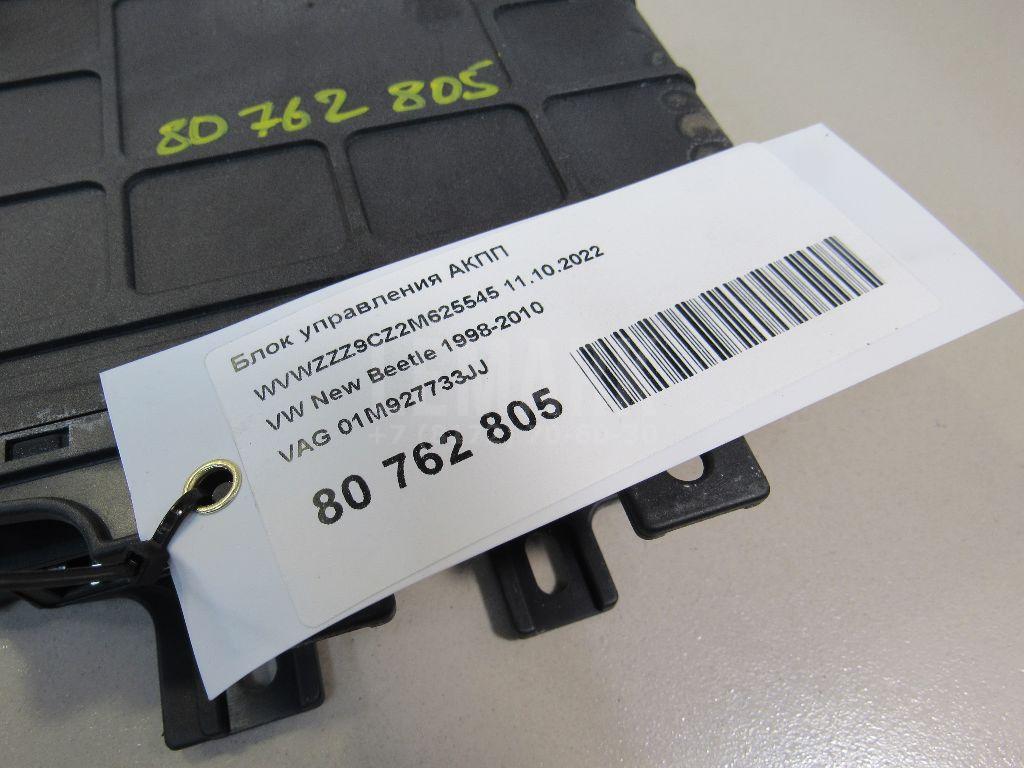 80 762 805
Блок управления АКПП
WVWZZZ9CZ2M625545 11.10.2022
VW New Beetle 1998-2010
VAG 01M927733JJ
80 762 805